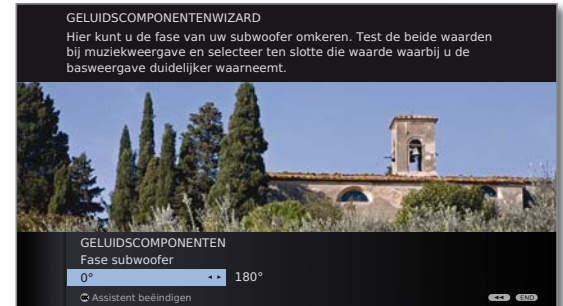 GELUIDSCOMPONENTENWIZARD
Hier kunt u de fase van uw subwoofer omkeren. Test de beide waarden
bij muziekweergave en selecteer ten slotte die waarde waarbij u de
basweergave duidelijker waarneemt.
GELUIDSCOMPONENTEN
Fase subwoofer
0° 180°
OK Assistent beëindigen END